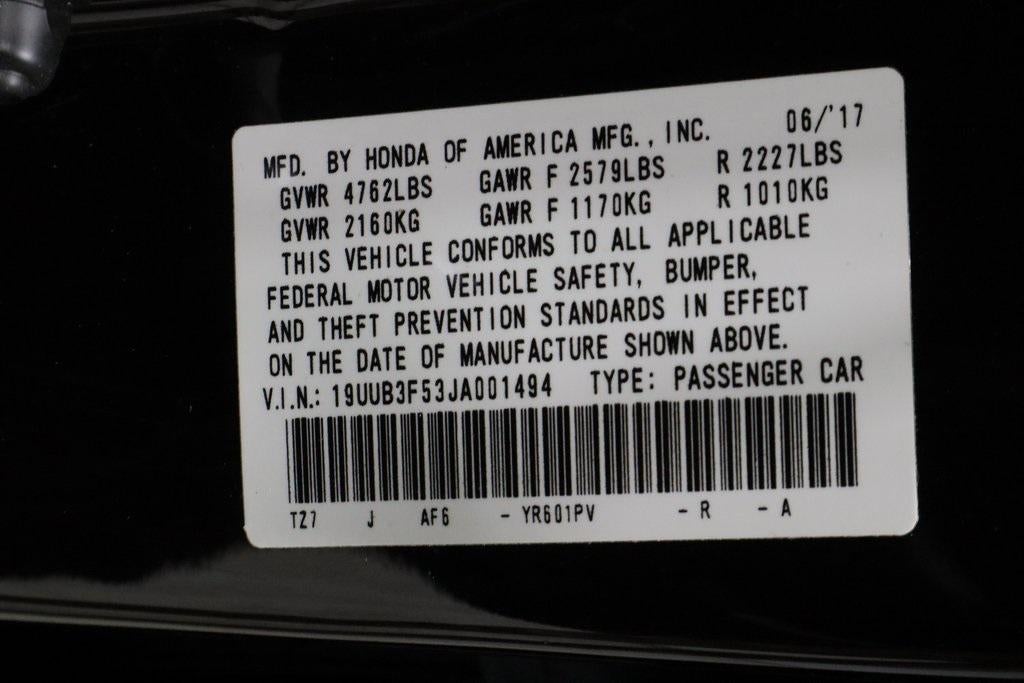 MFD. BY HONDA OF AMERICA MFG., INC. 06/'17
GVWR 4762LBS GAWR F 2579LBS R 2227LBS
GVWR 2160KG GAWR F 1170KG R 1010KG
THIS VEHICLE CONFORMS TO ALL APPLICABLE
FEDERAL MOTOR VEHICLE SAFETY, BUMPER,
AND THEFT PREVENTION STANDARDS IN EFFECT
ON THE DATE OF MANUFACTURE SHOWN ABOVE.
V.I.N.: 19UUB3F53JA001494 TYPE: PASSENGER CAR
TZ7 J AF6 - YR601PV - R - A